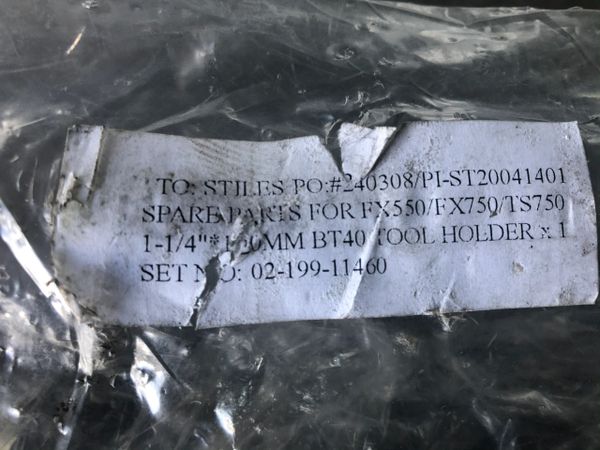 TO: STILES PO:#240308/PI-ST20041401
SPARE PARTS FOR FX550/FX750/TS750
1-1/4"* BT40 TOOL HOLDER x 1
SET NO: 02-199-11460